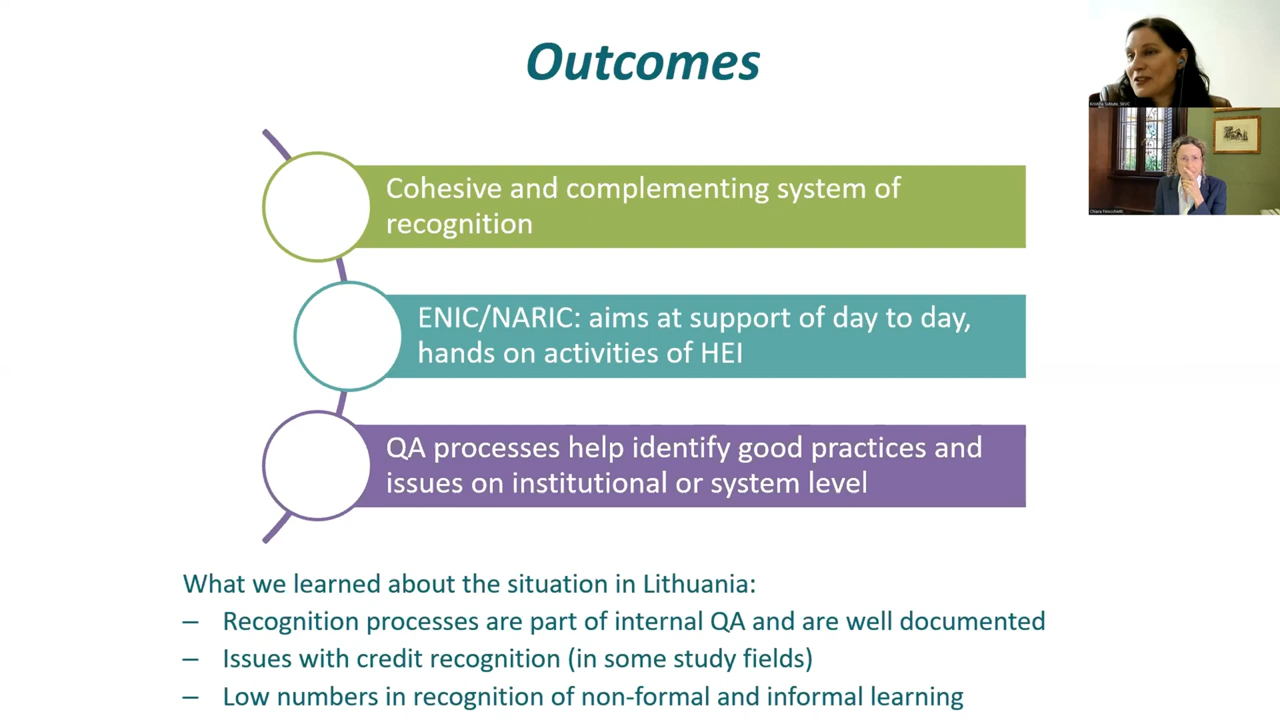 Outcomes
Cohesive and complementing system of
recognition
ENIC/NARIC: aims at support of day to day,
hands on activities of HEI
QA processes help identify good practices and
issues on institutional or system level
What we learned about the situation in Lithuania:
– Recognition processes are part of internal QA and are well documented
– Issues with credit recognition (in some study fields)
– Low numbers in recognition of non-formal and informal learning